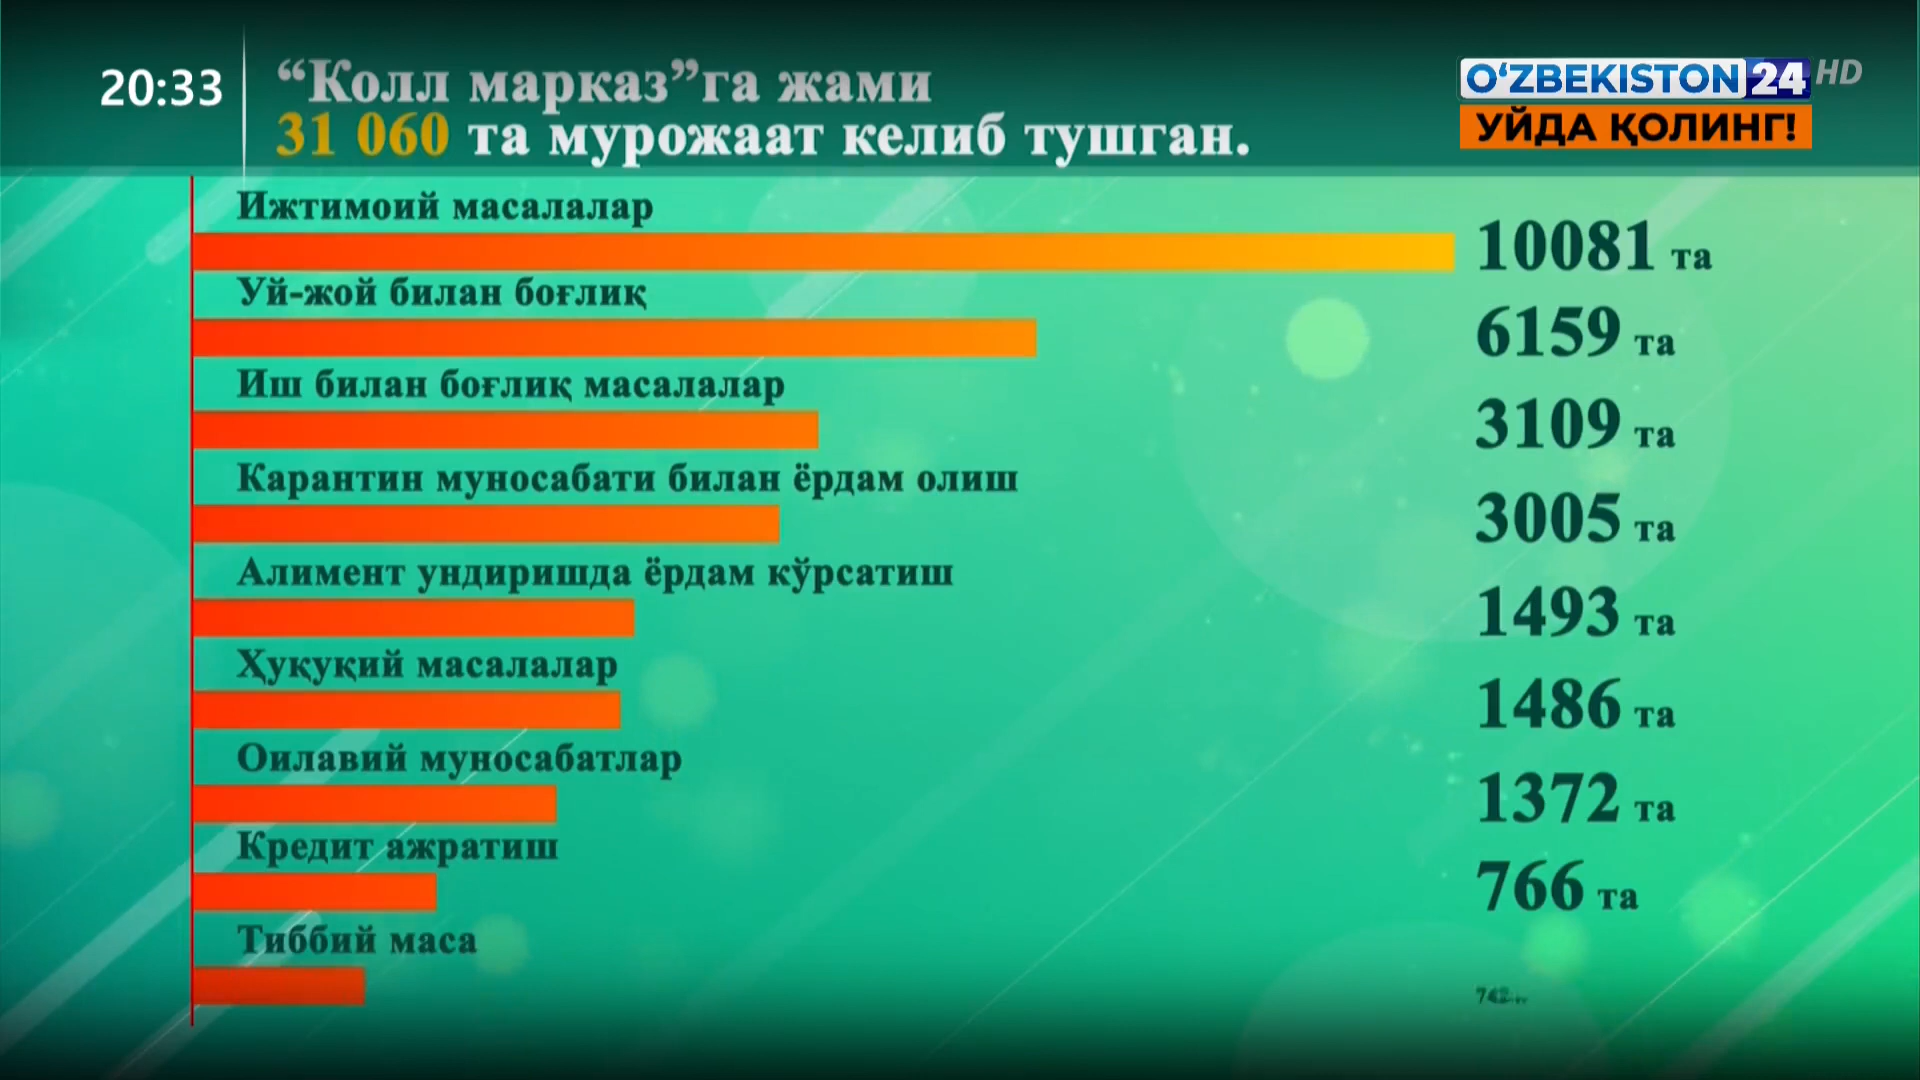 20:33
“Колл марказ”га жами
31 060 та мурожаат келиб тушган.
O‘ZBEKISTON 24 HD
УЙДА ҚОЛИНГ!
Ижтимоий масалалар
10081 та
Уй-жой билан боғлиқ
6159 та
Иш билан боғлиқ масалалар
3109 та
Карантин муносабати билан ёрдам олиш
3005 та
Алимент ундиришда ёрдам кўрсатиш
1493 та
Ҳуқуқий масалалар
1486 та
Оилавий муносабатлар
1372 та
Кредит ажратиш
766 та
Тиббий маса